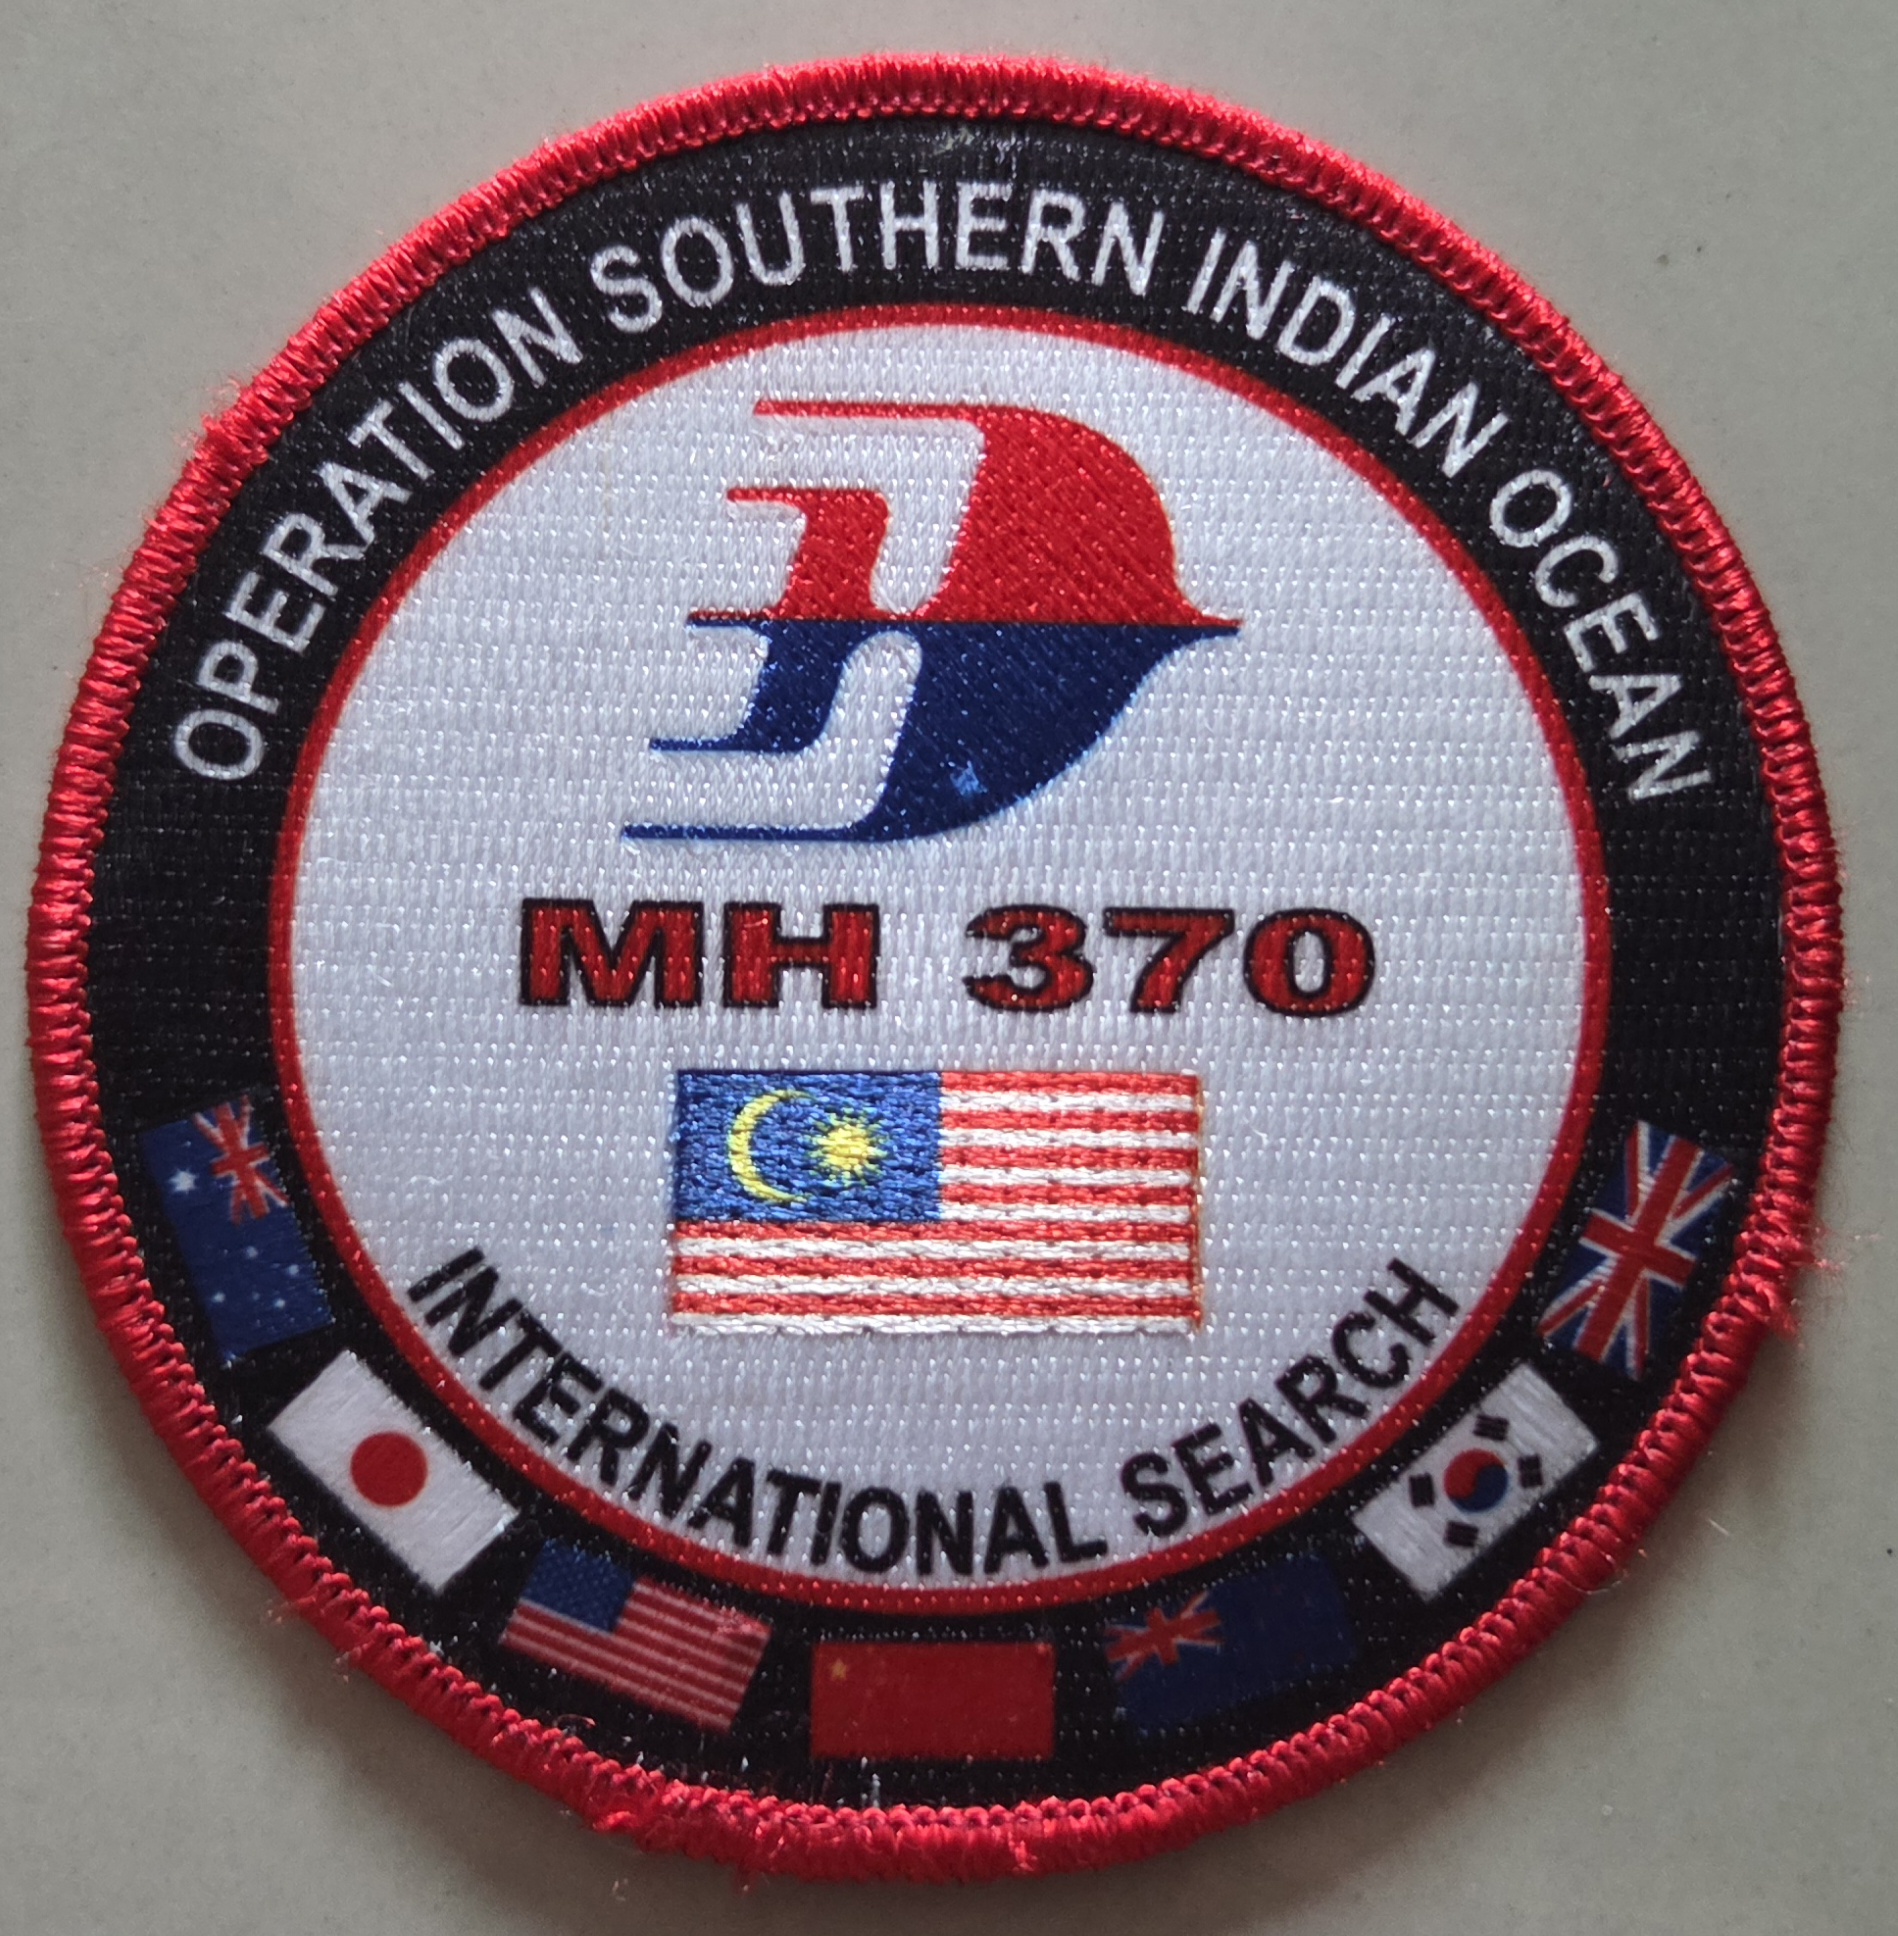 OPERATION SOUTHERN INDIAN OCEAN
MH 370
INTERNATIONAL SEARCH